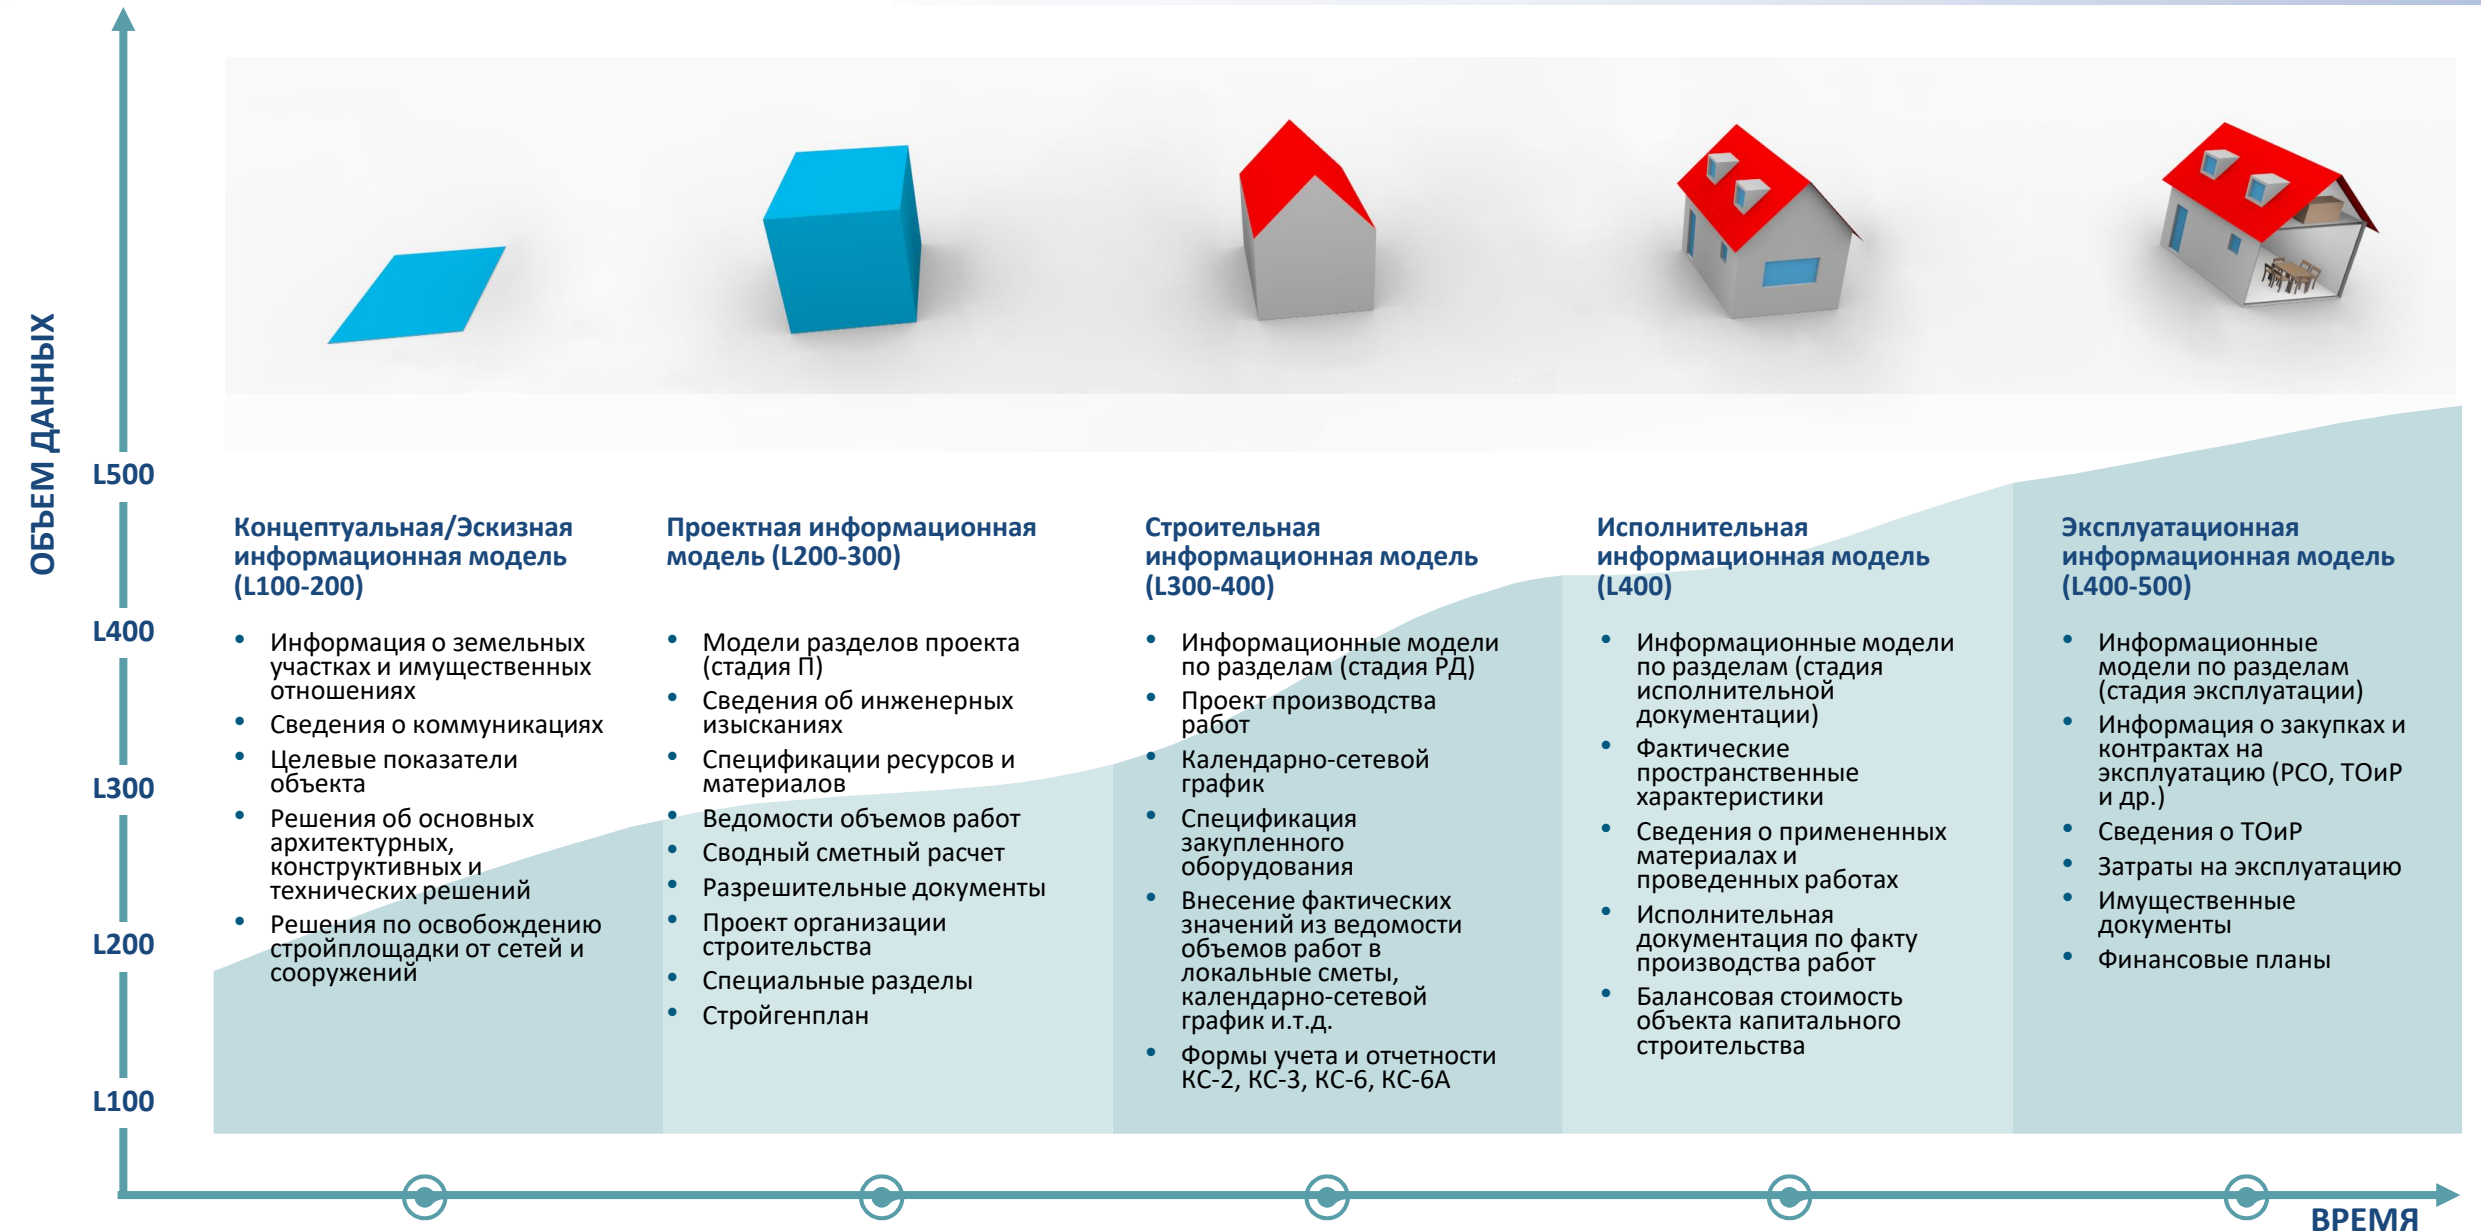 ОБЪЕМ ДАННЫХ
L500
L400
L300
L200
L100
Концептуальная/Эскизная
информационная модель
(L100-200)
• Информация о земельных
участках и имущественных
отношениях
• Сведения о коммуникациях
• Целевые показатели
объекта
• Решения об основных
архитектурных,
конструктивных и
технических решений
• Решения по освобождению
стройплощадки от сетей и
сооружений
Проектная информационная
модель (L200-300)
• Модели разделов проекта
(стадия П)
• Сведения об инженерных
изысканиях
• Спецификации ресурсов и
материалов
• Ведомости объемов работ
• Сводный сметный расчет
• Разрешительные документы
• Проект организации
строительства
• Специальные разделы
• Стройгенплан
Строительная
информационная модель
(L300-400)
• Информационные модели
по разделам (стадия РД)
• Проект производства
работ
• Календарно-сетевой
график
• Спецификация
закупленного
оборудования
• Внесение фактических
значений из ведомости
объемов работ в
локальные сметы,
календарно-сетевой
график и.т.д.
• Формы учета и отчетности
КС-2, КС-3, КС-6, КС-6А
Исполнительная
информационная модель
(L400)
• Информационные модели
по разделам (стадия
исполнительной
документации)
• Фактические
пространственные
характеристики
• Сведения о примененных
материалах и
проведенных работах
• Исполнительная
документация по факту
производства работ
• Балансовая стоимость
объекта капитального
строительства
Эксплуатационная
информационная модель
(L400-500)
• Информационные
модели по разделам
(стадия эксплуатации)
• Информация о закупках и
контрактах на
эксплуатацию (РСО, ТОиР
и др.)
• Сведения о ТОиР
• Затраты на эксплуатацию
• Имущественные
документы
• Финансовые планы
ВРЕМЯ